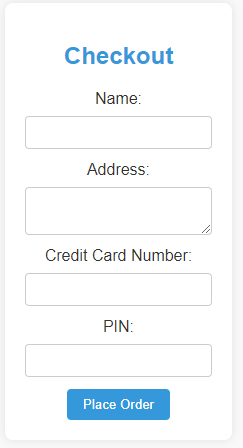 Checkout
Name:
Address:
Credit Card Number:
PIN:
Place Order